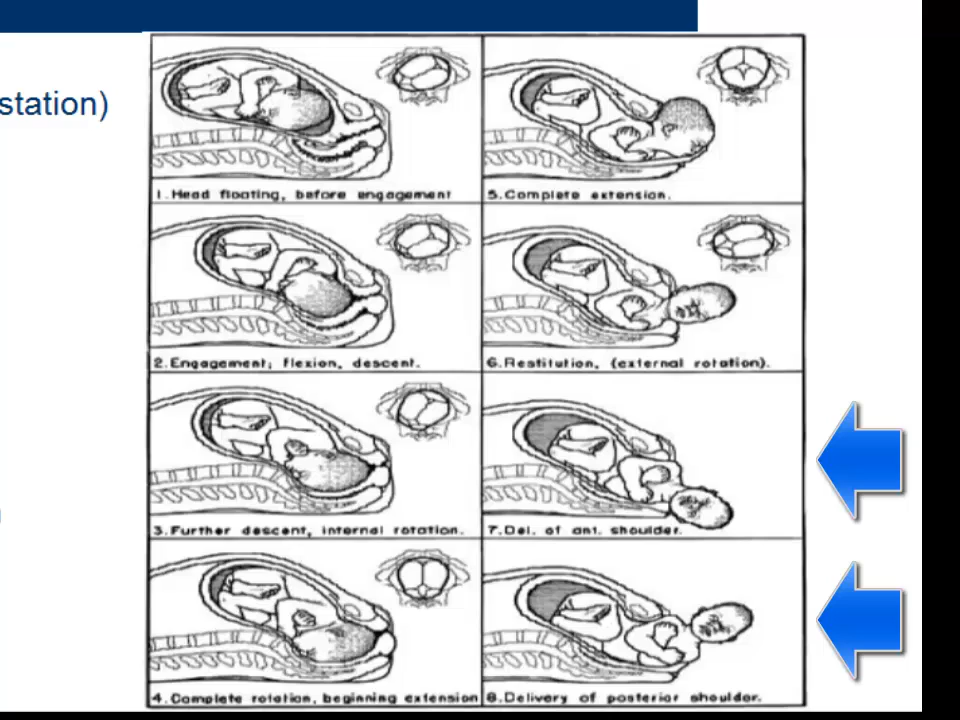 station)
1.Head floating, before engagement
2.Engagement; flexion, descent.
3.Further descent, internal rotation.
4.Complete rotation, beginning extension
5.Complete extension.
6.Restitution, (external rotation).
7.Del. of ant. shoulder.
8.Delivery of posterior shoulder.